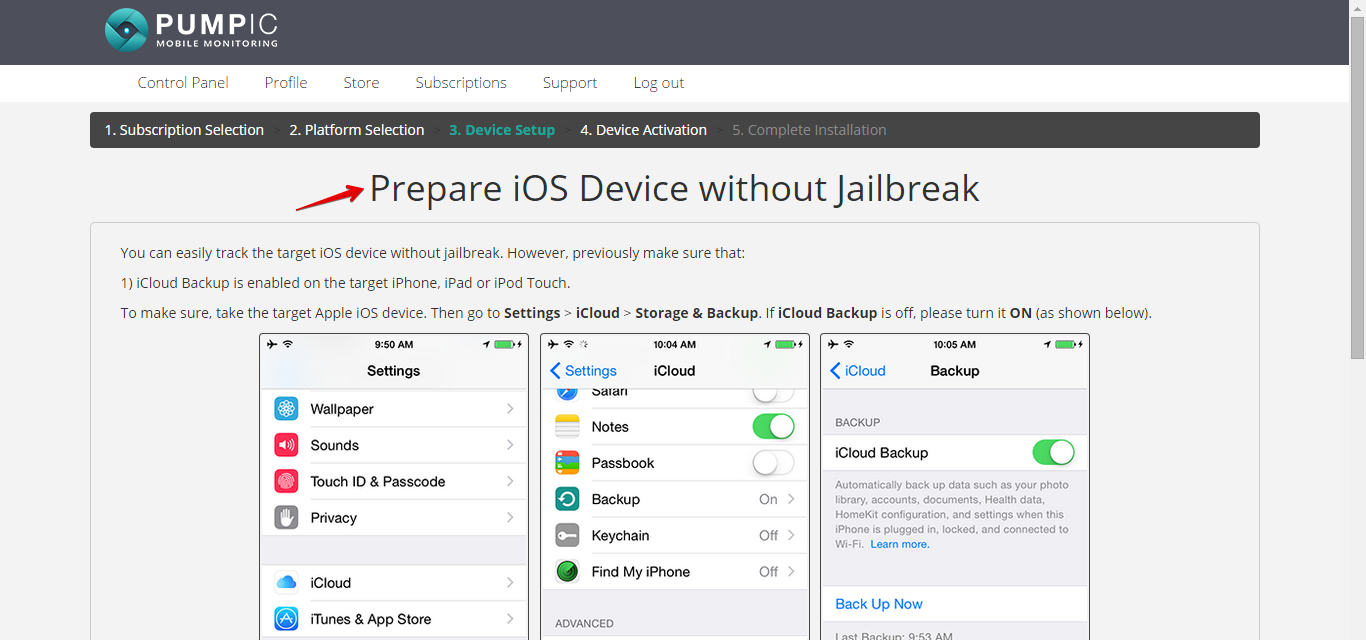 PUMPIC
MOBILE MONITORING
Control Panel Profile Store Subscriptions Support Log out
1. Subscription Selection > 2. Platform Selection > 3. Device Setup > 4. Device Activation > 5. Complete Installation
Prepare iOS Device without Jailbreak
You can easily track the target iOS device without jailbreak. However, previously make sure that:
1) iCloud Backup is enabled on the target iPhone, iPad or iPod Touch.
To make sure, take the target Apple iOS device. Then go to Settings > iCloud > Storage & Backup. If iCloud Backup is off, please turn it ON (as shown below).
9:50 AM
Settings
Wallpaper
Sounds
Touch ID & Passcode
Privacy
iCloud
iTunes & App Store
10:04 AM
Settings iCloud
Safari
Notes
Passbook
Backup On
Keychain Off
Find My iPhone Off
ADVANCED
10:05 AM
iCloud Backup
BACKUP
iCloud Backup
Automatically back up data such as your photo
library, accounts, documents, Health data,
HomeKit configuration, and settings when this
iPhone is plugged in, locked, and connected to
Wi-Fi. Learn more.
Back Up Now
Last Backup: 9:53 AM